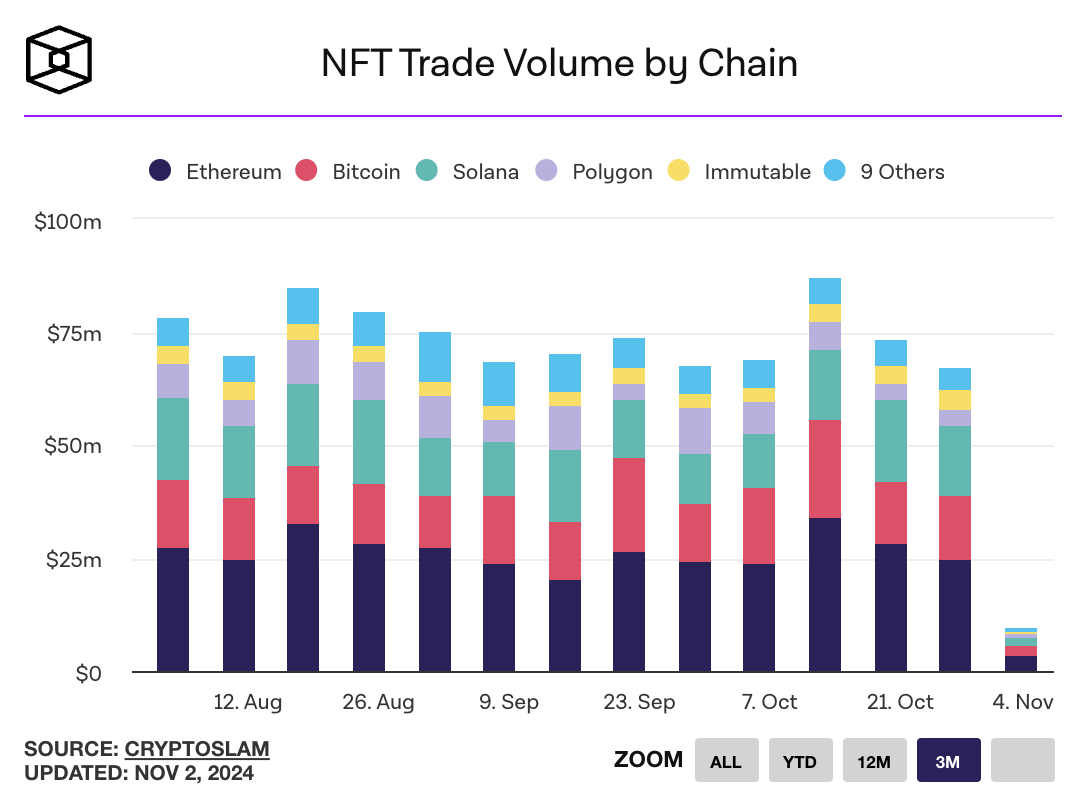 NFT Trade Volume by Chain
Ethereum Bitcoin Solana Polygon Immutable 9 Others
$100m
$75m
$50m
$25m
$0
12. Aug 26. Aug 9. Sep 23. Sep 7. Oct 21. Oct 4. Nov
SOURCE: CRYPTOSLAM
UPDATED: NOV 2, 2024
ZOOM ALL YTD 12M 3M